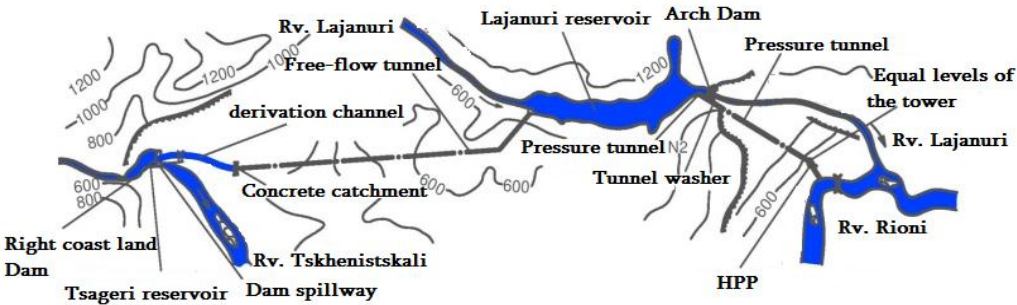 Rv. Lajanuri
Lajanuri reservoir
Arch Dam
Pressure tunnel
Free-flow tunnel
Equal levels of
the tower
1200
1200
1000
1200
1000
800
600
derivation channel
Rv. Lajanuri
Pressure tunnel N2
Concrete catchment
Tunnel washer
600
600
600
800
600
Right coast land
Dam
Rv. Tskhenistskali
Rv. Rioni
Tsageri reservoir
Dam spillway
HPP